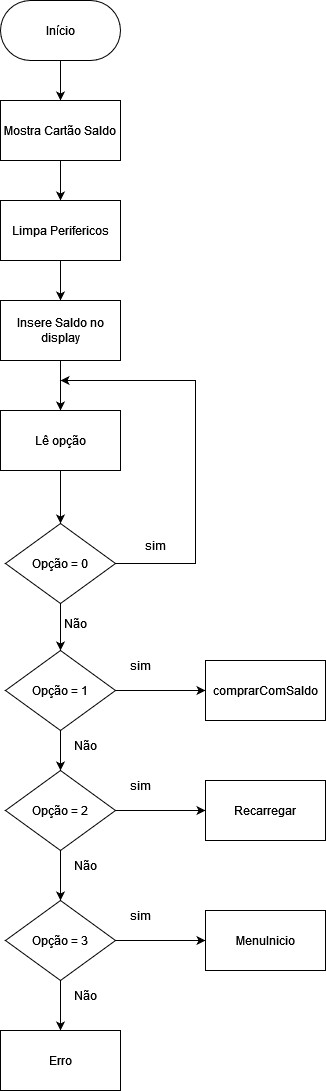 Início
Mostra Cartão Saldo
Limpa Perifericos
Insere Saldo no
display
Lê opção
sim
Opção = 0
Não
sim
Opção = 1
comprarComSaldo
Não
sim
Opção = 2
Recarregar
Não
sim
Opção = 3
MenuInicio
Não
Erro